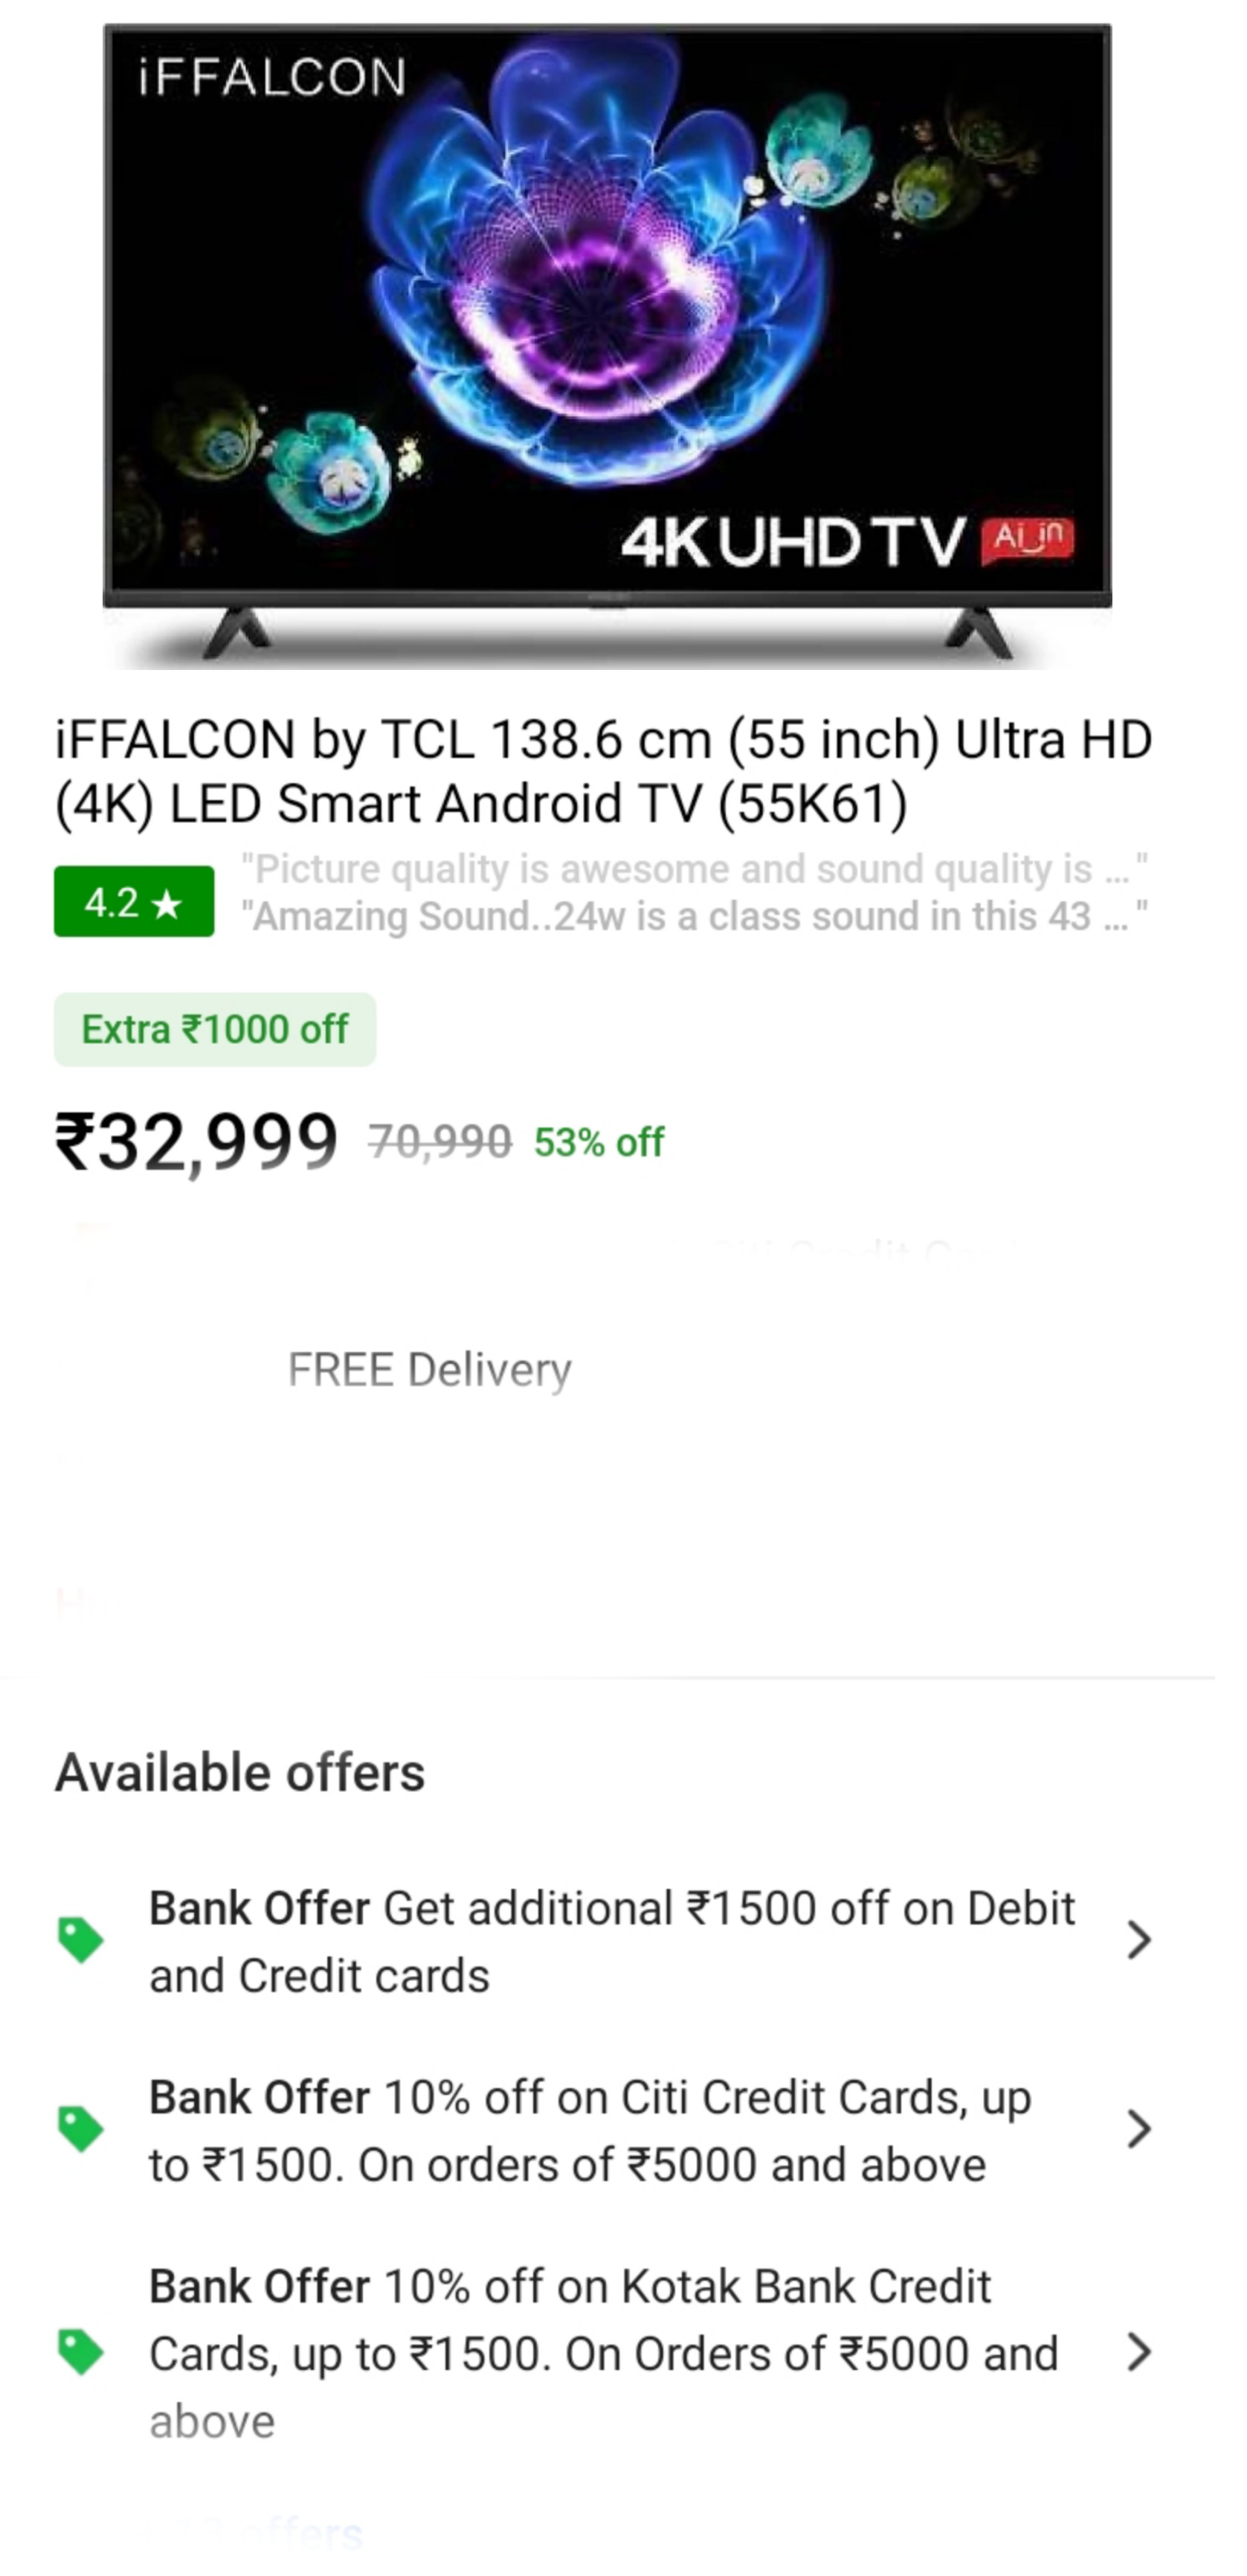 iFFALCON
4K UHD TV Ai_in
iFFALCON by TCL 138.6 cm (55 inch) Ultra HD
(4K) LED Smart Android TV (55K61)
4.2 ★
"Picture quality is awesome and sound quality is ..."
"Amazing Sound..24w is a class sound in this 43 ..."
Extra ₹1000 off
₹32,999 70,990 53% off
FREE Delivery
Available offers
Bank Offer Get additional ₹1500 off on Debit
and Credit cards
Bank Offer 10% off on Citi Credit Cards, up
to ₹1500. On orders of ₹5000 and above
Bank Offer 10% off on Kotak Bank Credit
Cards, up to ₹1500. On Orders of ₹5000 and
above
offers